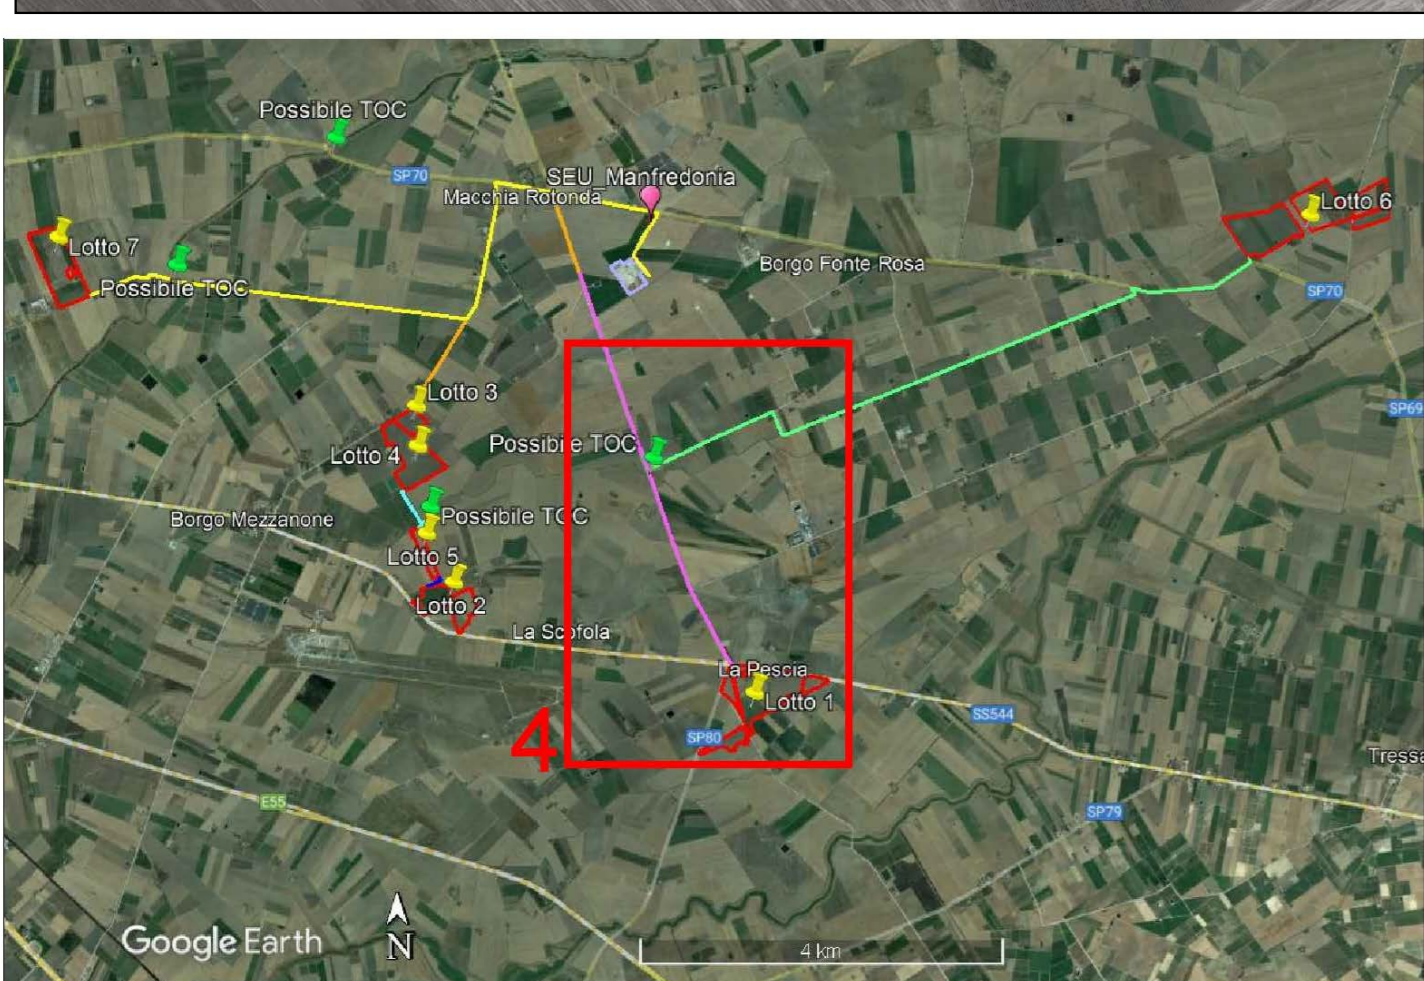 Possibile TOC
SP70
SEU_Manfredonia
Macchia Rotonda
Lotto 6
Lotto 7
Borgo Fonte Rosa
Possibile TOC
SP70
Lotto 3
SP69
Possibile TOC
Lotto 4
Borgo Mezzanone
Possibile TOC
Lotto 5
Lotto 2
La Scofola
La Pescia
Lotto 1
SS544
4
SP80
Tressa
E55
SP79
Google Earth
N
4 km